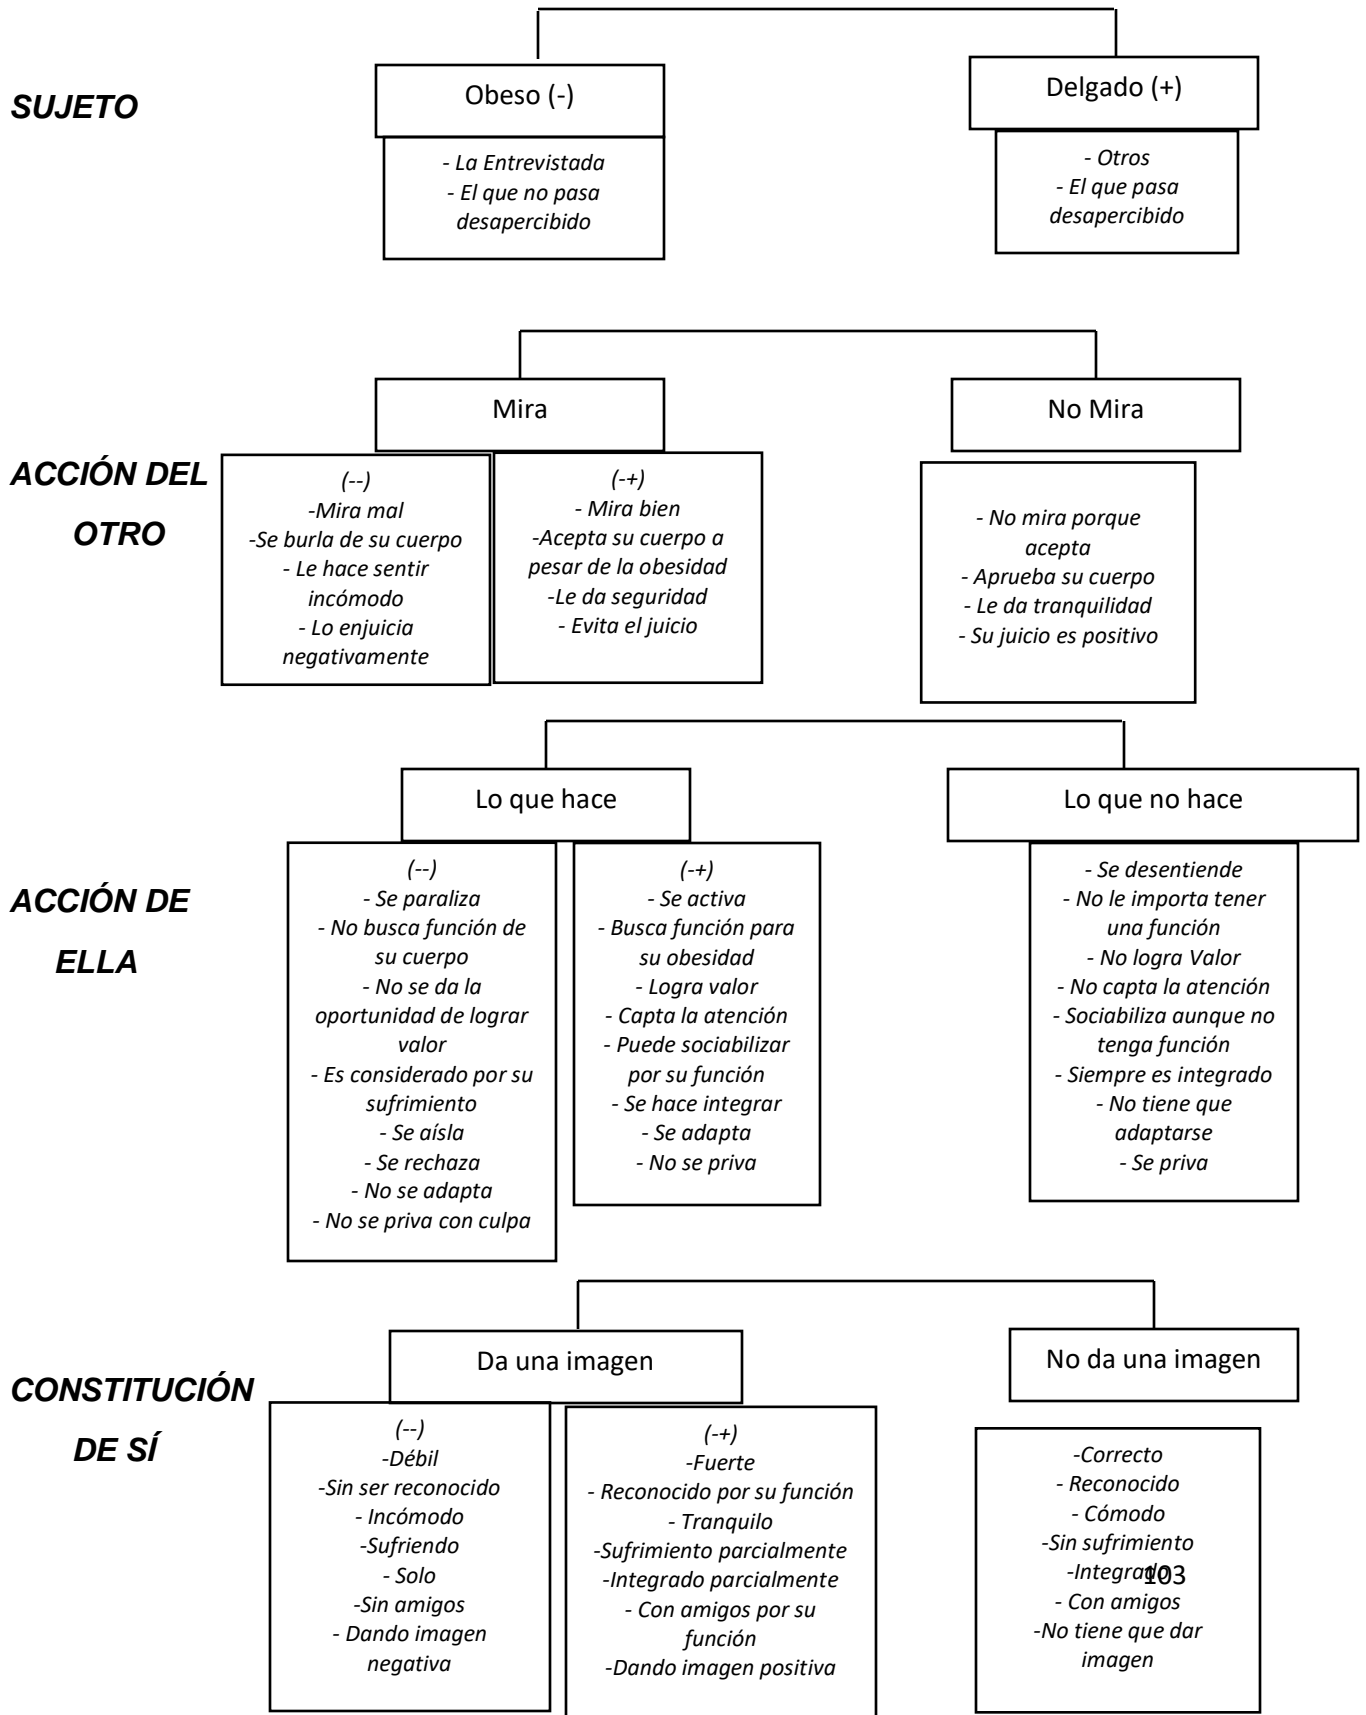 SUJETO
Obeso (-)
- La Entrevistada
- El que no pasa
desapercibido
Delgado (+)
- Otros
- El que pasa
desapercibido
ACCIÓN DEL
OTRO
Mira
(--)
-Mira mal
-Se burla de su cuerpo
- Le hace sentir
incómodo
- Lo enjuicia
negativamente
(-+)
- Mira bien
-Acepta su cuerpo a
pesar de la obesidad
-Le da seguridad
- Evita el juicio
No Mira
- No mira porque
acepta
- Aprueba su cuerpo
- Le da tranquilidad
- Su juicio es positivo
ACCIÓN DE
ELLA
Lo que hace
(--)
- Se paraliza
- No busca función de
su cuerpo
- No se da la
oportunidad de lograr
valor
- Es considerado por su
sufrimiento
- Se aísla
- Se rechaza
- No se adapta
- No se priva con culpa
(-+)
- Se activa
- Busca función para
su obesidad
- Logra valor
- Capta la atención
- Puede sociabilizar
por su función
- Se hace integrar
- Se adapta
- No se priva
Lo que no hace
- Se desentiende
- No le importa tener
una función
- No logra Valor
- No capta la atención
- Sociabiliza aunque no
tenga función
- Siempre es integrado
- No tiene que
adaptarse
- Se priva
CONSTITUCIÓN
DE SÍ
Da una imagen
(--)
-Débil
-Sin ser reconocido
- Incómodo
-Sufriendo
- Solo
-Sin amigos
- Dando imagen
negativa
(-+)
-Fuerte
- Reconocido por su función
- Tranquilo
-Sufrimiento parcialmente
-Integrado parcialmente
- Con amigos por su
función
-Dando imagen positiva
No da una imagen
-Correcto
- Reconocido
- Cómodo
-Sin sufrimiento
-Integrado
- Con amigos
-No tiene que dar
imagen
103